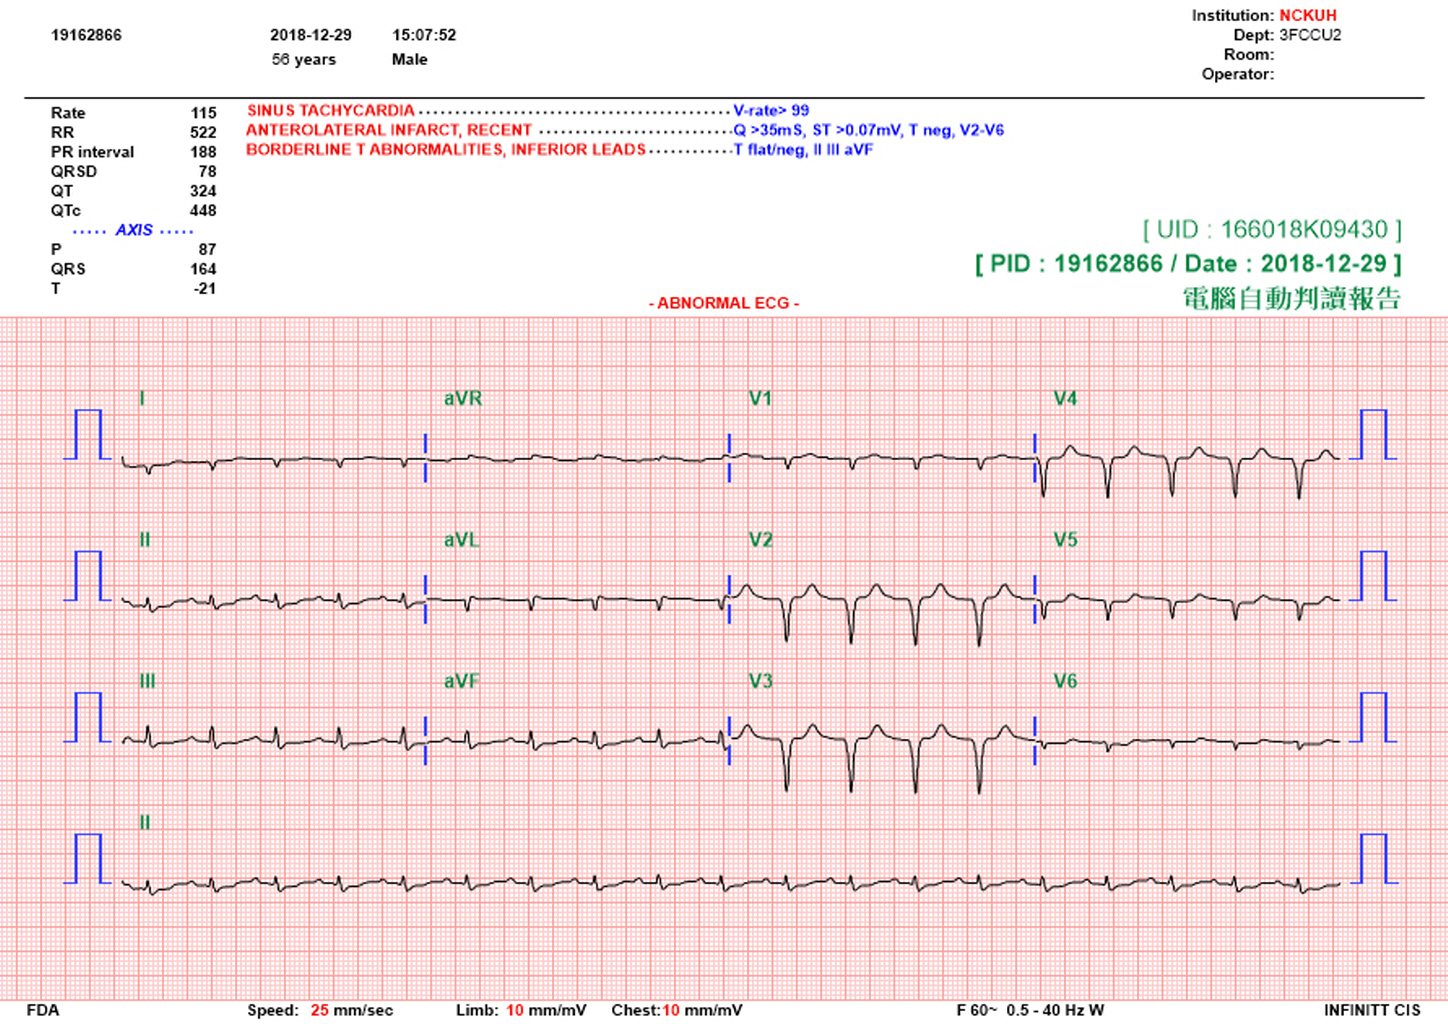 Institution: NCKUH
19162866 2018-12-29 15:07:52 Dept: 3FCCU2
56 years Male Room:
Operator:
Rate 115 SINUS TACHYCARDIA V-rate> 99
RR 522 ANTEROLATERAL INFARCT, RECENT Q >35mS, ST >0.07mV, T neg, V2-V6
PR interval 188 BORDERLINE T ABNORMALITIES, INFERIOR LEADS T flat/neg, II III aVF
QRSD 78
QT 324
QTc 448
..... AXIS ..... [ UID : 166018K09430 ]
P 87
QRS 164 [ PID : 19162866 / Date : 2018-12-29 ]
T -21
- ABNORMAL ECG - 電腦自動判讀報告
I aVR V1 V4
II aVL V2 V5
III aVF V3 V6
II
FDA Speed: 25 mm/sec Limb: 10 mm/mV Chest:10 mm/mV F 60~ 0.5 - 40 Hz W INFINITT CIS